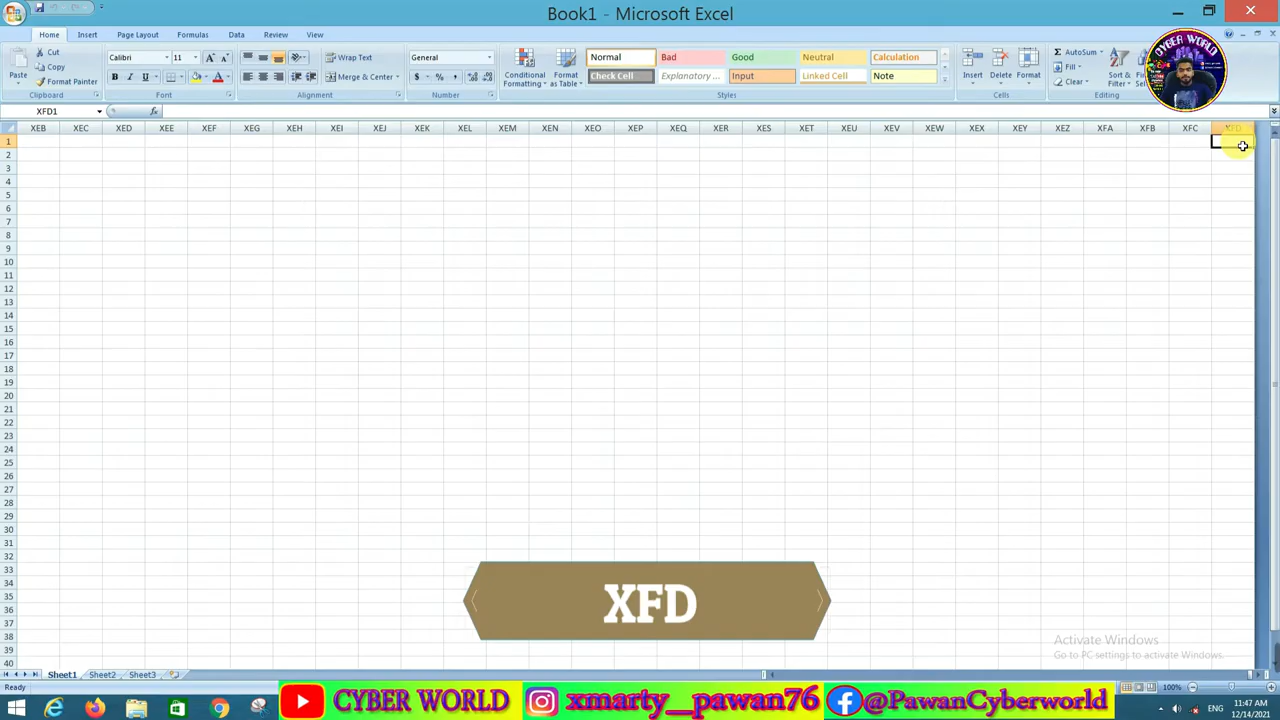 Book1 - Microsoft Excel
Home Insert Page Layout Formulas Data Review View
Paste
Cut
Copy
Format Painter
Clipboard
Calibri 11
B I U
Font
Wrap Text
Merge & Center
Alignment
General
$ % ,
Number
Conditional Formatting
Format as Table
Normal Bad Good Neutral Calculation
Check Cell Explanatory ... Input Linked Cell Note
Styles
Insert Delete Format
Cells
AutoSum
Fill
Clear
Sort & Filter
Editing
CYBER WORLD
XFD1 fx
XEB XEC XED XEE XEF XEG XEH XEI XEJ XEK XEL XEM XEN XEO XEP XEQ XER XES XET XEU XEV XEW XEX XEY XEZ XFA XFB XFC XFD
1
2
3
4
5
6
7
8
9
10
11
12
13
14
15
16
17
18
19
20
21
22
23
24
25
26
27
28
29
30
31
32
33
34
35
36
37
38
39
40
XFD
Activate Windows
Go to PC settings to activate Windows.
Sheet1 Sheet2 Sheet3
Ready
100%
CYBER WORLD xmarty__pawan76 @PawanCyberworld
ENG
11:47 AM
12/14/2021